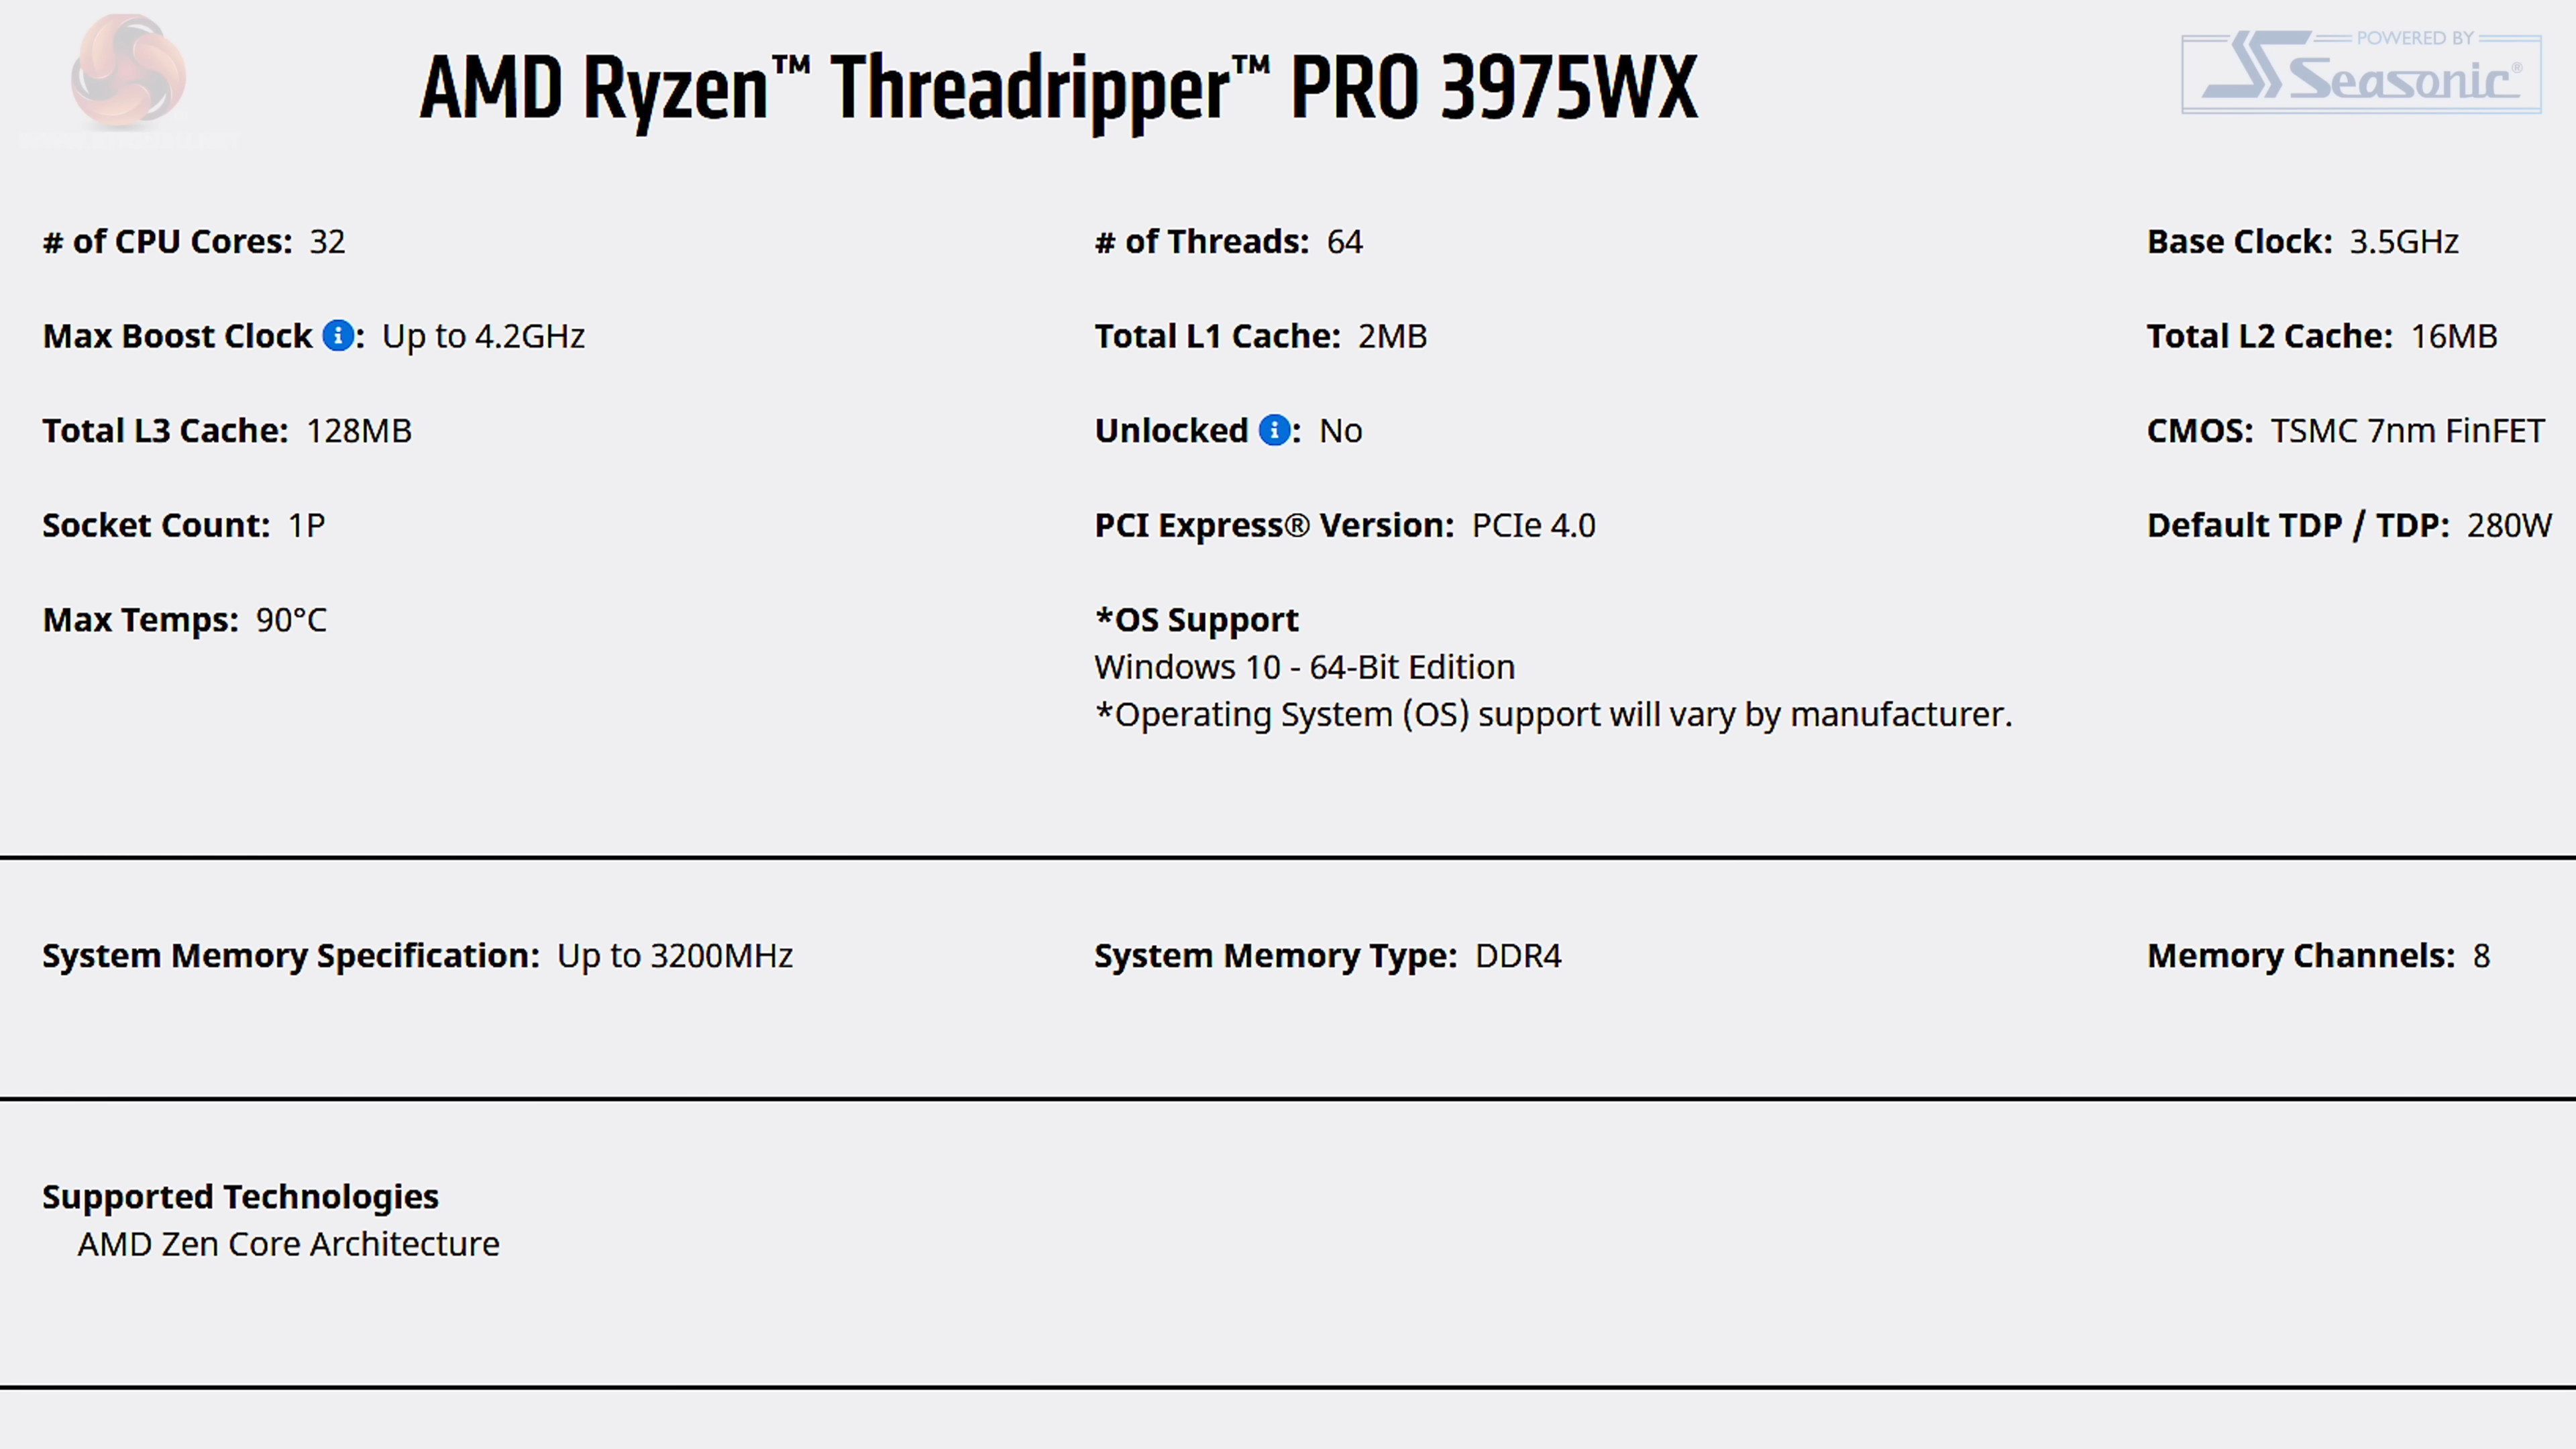 POWERED BY
Seasonic®
AMD Ryzen™ Threadripper™ PRO 3975WX
# of CPU Cores: 32
# of Threads: 64
Base Clock: 3.5GHz
Max Boost Clock i: Up to 4.2GHz
Total L1 Cache: 2MB
Total L2 Cache: 16MB
Total L3 Cache: 128MB
Unlocked i: No
CMOS: TSMC 7nm FinFET
Socket Count: 1P
PCI Express® Version: PCIe 4.0
Default TDP / TDP: 280W
Max Temps: 90°C
*OS Support
Windows 10 - 64-Bit Edition
*Operating System (OS) support will vary by manufacturer.
System Memory Specification: Up to 3200MHz
System Memory Type: DDR4
Memory Channels: 8
Supported Technologies
AMD Zen Core Architecture